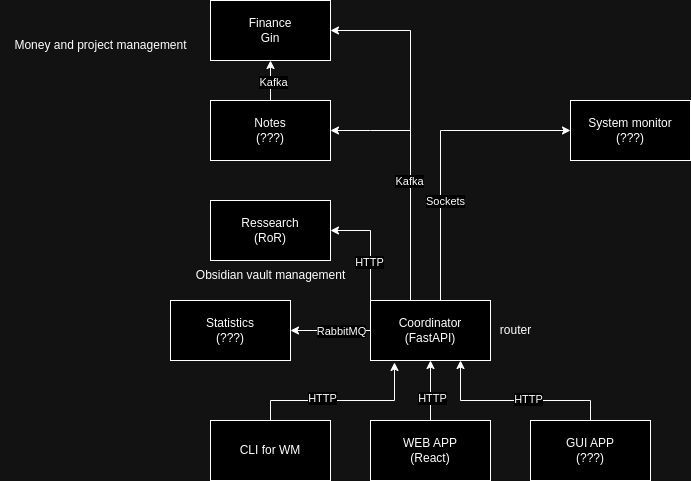 Finance
Gin
Money and project management
Kafka
Notes
(???)
System monitor
(???)
Kafka
Sockets
Ressearch
(RoR)
HTTP
Obsidian vault management
Statistics
(???)
RabbitMQ
Coordinator
(FastAPI)
router
HTTP
HTTP
HTTP
CLI for WM
WEB APP
(React)
GUI APP
(???)